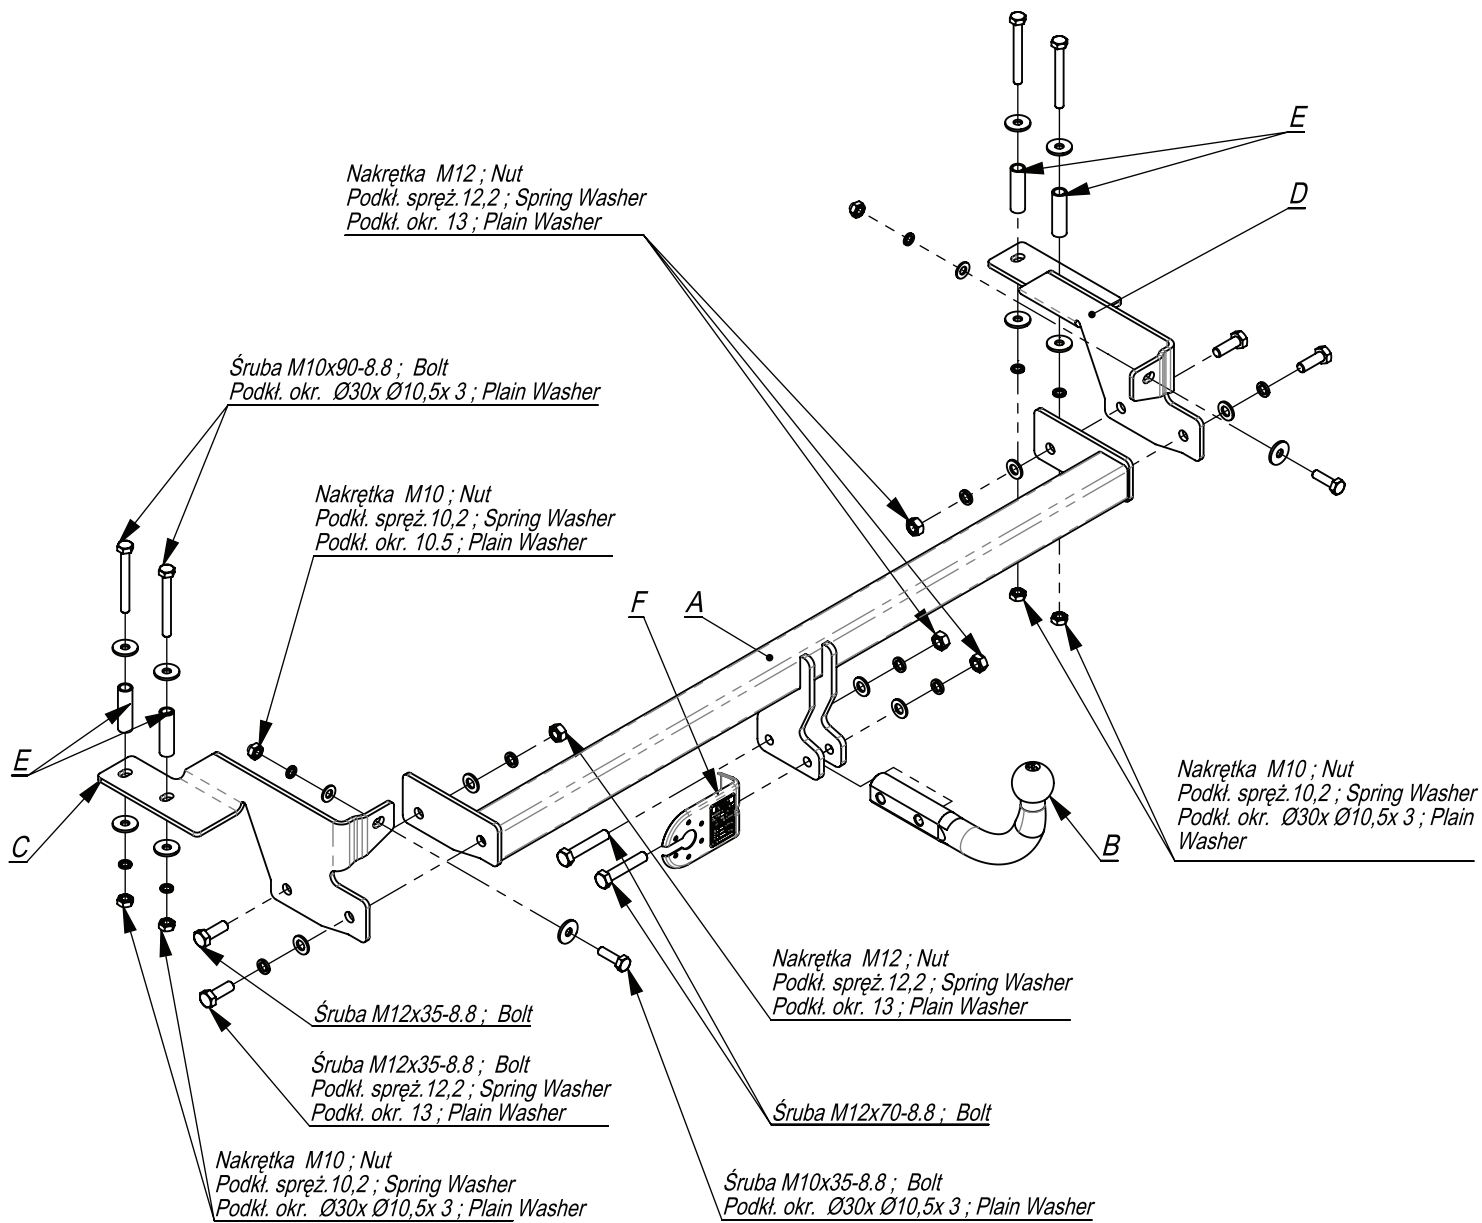 E
D
Nakrętka M12 ; Nut
Podkł. spręż.12,2 ; Spring Washer
Podkł. okr. 13 ; Plain Washer
Śruba M10x90-8.8 ; Bolt
Podkł. okr. Ø30x Ø10,5x 3 ; Plain Washer
Nakrętka M10 ; Nut
Podkł. spręż.10,2 ; Spring Washer
Podkł. okr. 10.5 ; Plain Washer
F
A
E
C
B
Nakrętka M10 ; Nut
Podkł. spręż.10,2 ; Spring Washer
Podkł. okr. Ø30x Ø10,5x 3 ; Plain
Washer
Nakrętka M12 ; Nut
Podkł. spręż.12,2 ; Spring Washer
Podkł. okr. 13 ; Plain Washer
Śruba M12x35-8.8 ; Bolt
Śruba M12x35-8.8 ; Bolt
Podkł. spręż.12,2 ; Spring Washer
Podkł. okr. 13 ; Plain Washer
Śruba M12x70-8.8 ; Bolt
Nakrętka M10 ; Nut
Podkł. spręż.10,2 ; Spring Washer
Podkł. okr. Ø30x Ø10,5x 3 ; Plain Washer
Śruba M10x35-8.8 ; Bolt
Podkł. okr. Ø30x Ø10,5x 3 ; Plain Washer